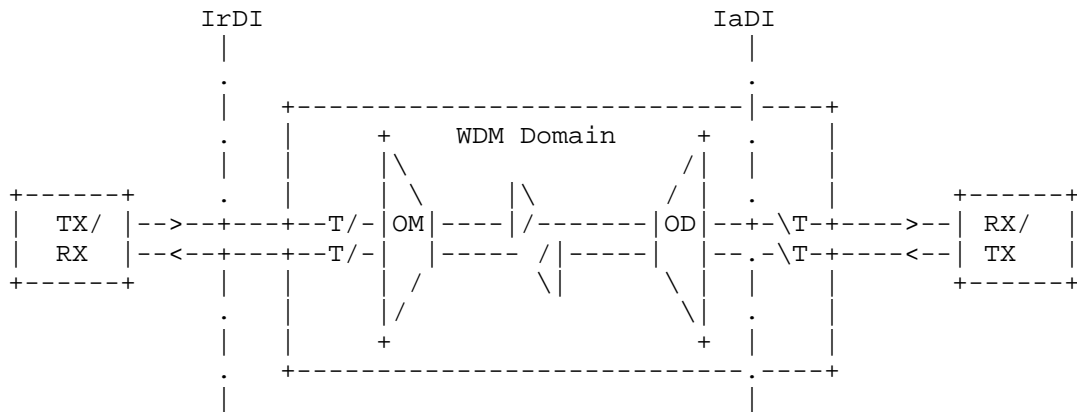 IrDI IaDI
WDM Domain
TX/ T/ OM OD \T RX/
RX T/ \T TX